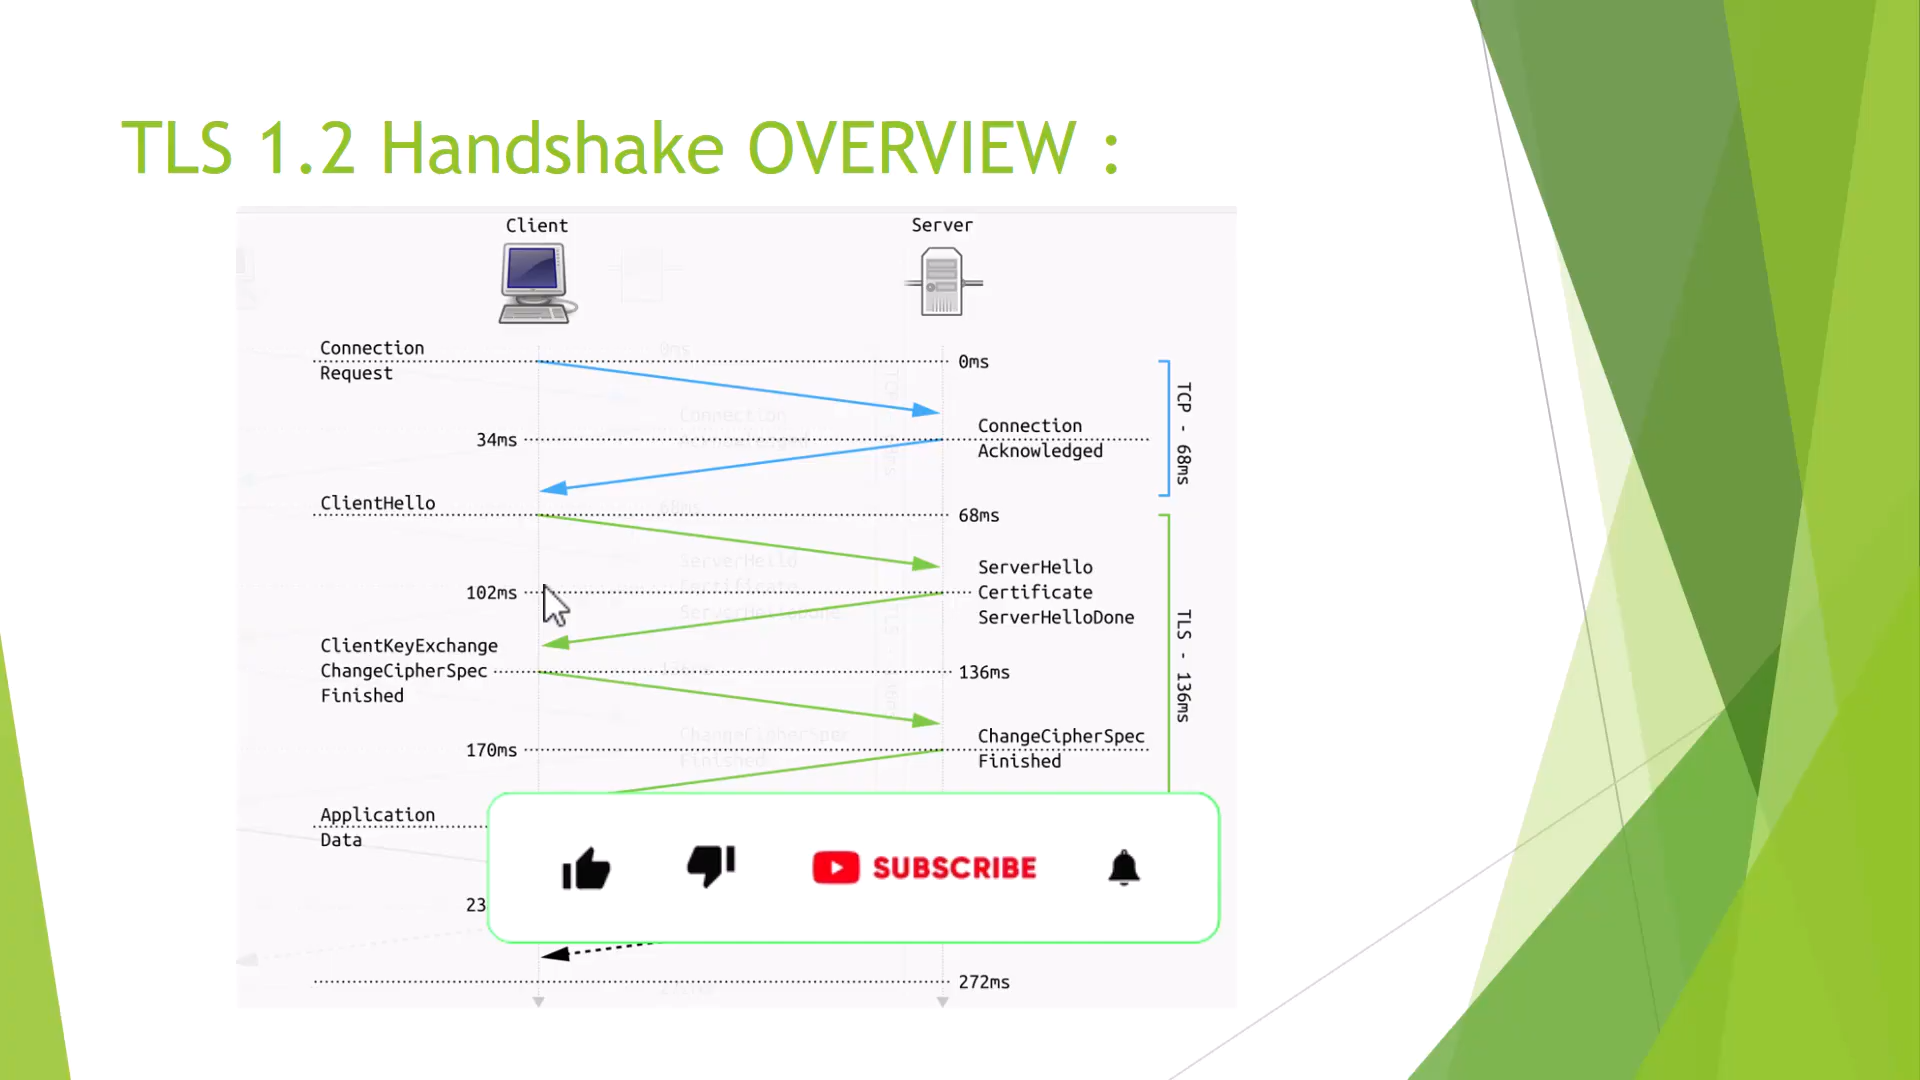 TLS 1.2 Handshake OVERVIEW :
Client
Server
Connection
Request
0ms
34ms
Connection
Acknowledged
TCP - 68ms
ClientHello
68ms
102ms
ServerHello
Certificate
ServerHelloDone
ClientKeyExchange
ChangeCipherSpec
Finished
136ms
TLS - 136ms
170ms
ChangeCipherSpec
Finished
Application
Data
SUBSCRIBE
23
272ms